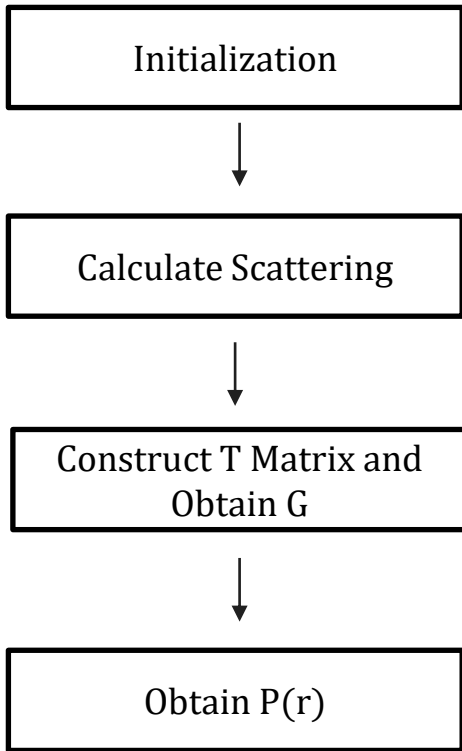 Initialization
Calculate Scattering
Construct T Matrix and
Obtain G
Obtain P(r)